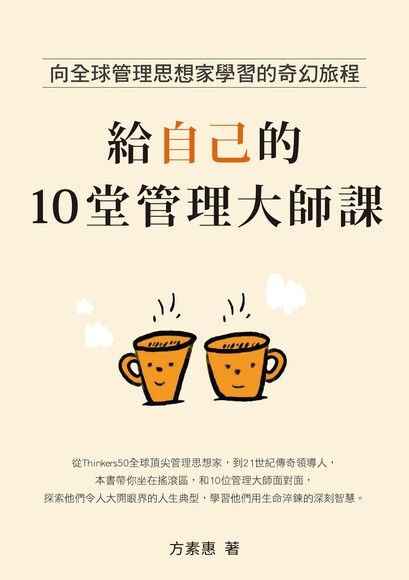 向全球管理思想家學習的奇幻旅程
給自己的
10堂管理大師課
從Thinkers50全球頂尖管理思想家，到21世紀傳奇領導人，
本書帶你坐在搖滾區，和10位管理大師面對面，
探索他們令人大開眼界的人生典型，學習他們用生命淬鍊的深刻智慧。
方素惠 著